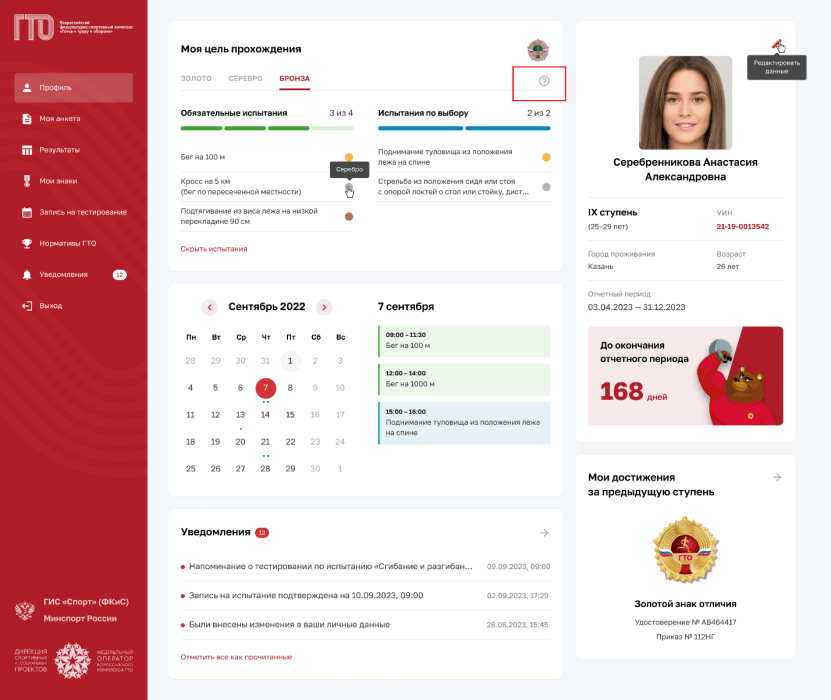 ГТО
Всероссийский
физкультурно-спортивный комплекс
«Готов к труду и обороне»
Профиль
Моя анкета
Результаты
Мои знаки
Запись на тестирование
Нормативы ГТО
Уведомления 12
Выход
ГИС «Спорт» (ФКиС)
Минспорт России
ДИРЕКЦИЯ
СПОРТИВНЫХ
И СОЦИАЛЬНЫХ
ПРОЕКТОВ
ФЕДЕРАЛЬНЫЙ
ОПЕРАТОР
ВСЕРОССИЙСКОГО
КОМПЛЕКСА ГТО
Моя цель прохождения
ЗОЛОТО СЕРЕБРО БРОНЗА
?
Обязательные испытания 3 из 4
Бег на 100 м
Серебро
Кросс на 5 км
(бег по пересеченной местности)
Подтягивание из виса лежа на низкой
перекладине 90 см
Скрыть испытания
Испытания по выбору 2 из 2
Поднимание туловища из положения
лежа на спине
Стрельба из положения сидя или стоя
с опорой локтей о стол или стойку, дист...
Сентябрь 2022
Пн Вт Ср Чт Пт Сб Вс
28 29 30 31 1 2 3
4 5 6 7 8 9 10
11 12 13 14 15 16 17
18 19 20 21 22 23 24
25 26 27 28 29 30 1
7 сентября
09:00 – 11:30
Бег на 100 м
12:00 – 14:00
Бег на 1000 м
15:00 – 16:00
Поднимание туловища из положения лежа
на спине
Уведомления 12
Напоминание о тестировании по испытанию «Сгибание и разгибан... 09.09.2023, 09:00
Запись на испытание подтверждена на 10.09.2023, 09:00 02.09.2023, 17:29
Были внесены изменения в ваши личные данные 28.08.2023, 15:45
Отметить все как прочитанные
Редактировать
данные
Серебренникова Анастасия
Александровна
IX ступень УИН
(25–29 лет) 21-19-0013542
Город проживания Возраст
Казань 26 лет
Отчетный период
03.04.2023 — 31.12.2023
До окончания
отчетного периода
168 дней
Мои достижения
за предыдущую ступень
ГТО
Золотой знак отличия
Удостоверение № АВ464417
Приказ № 112НГ